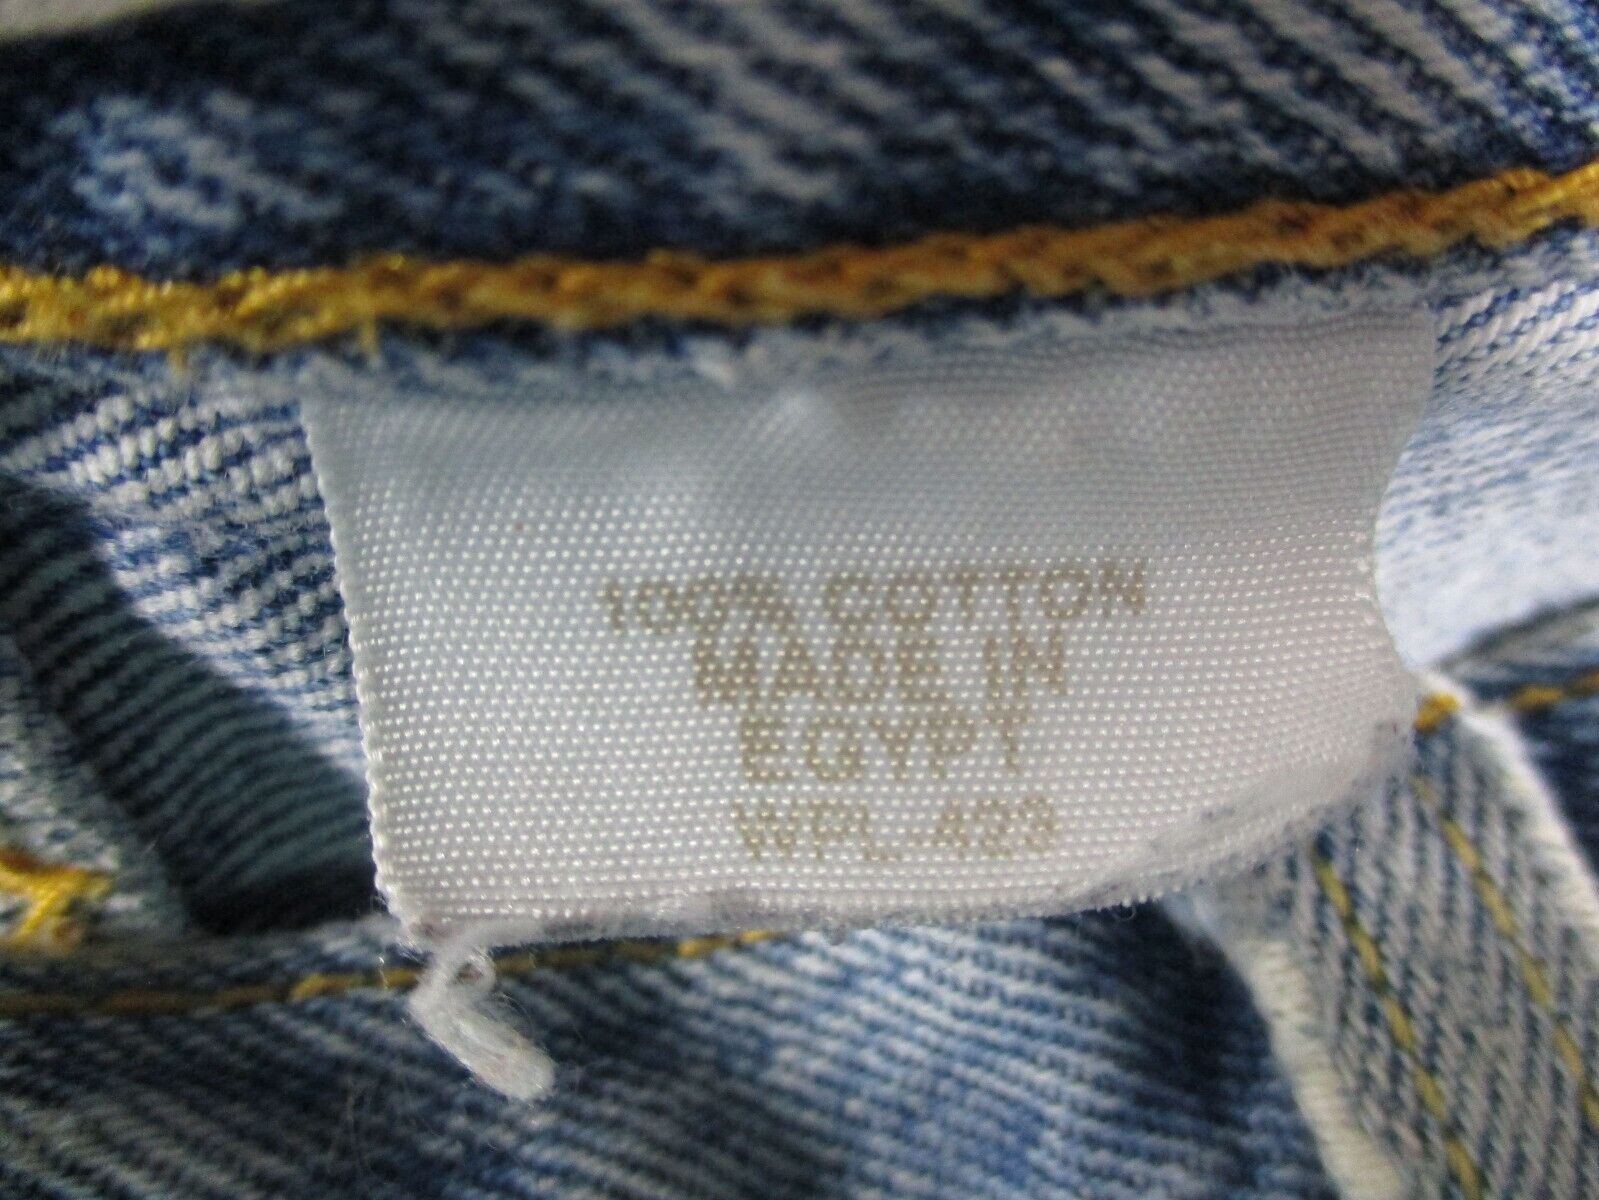 100% COTTON
MADE IN
EGYPT
WPL 423